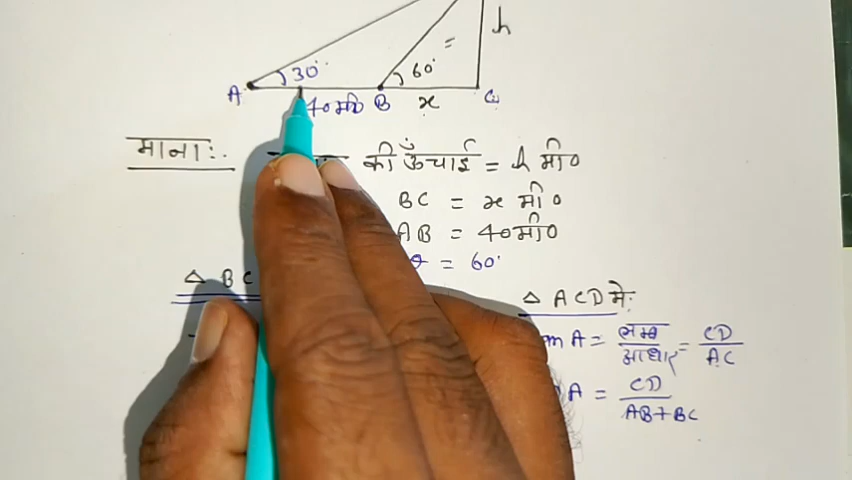 h
30° 60°
A 40मी० B x C
माना:- की ऊँचाई = h मी०
BC = x मी०
AB = 40मी०
θ = 60°
△ BC
△ ACD मे:
A = लम्ब / आधार = CD / AC
A = CD / AB+BC